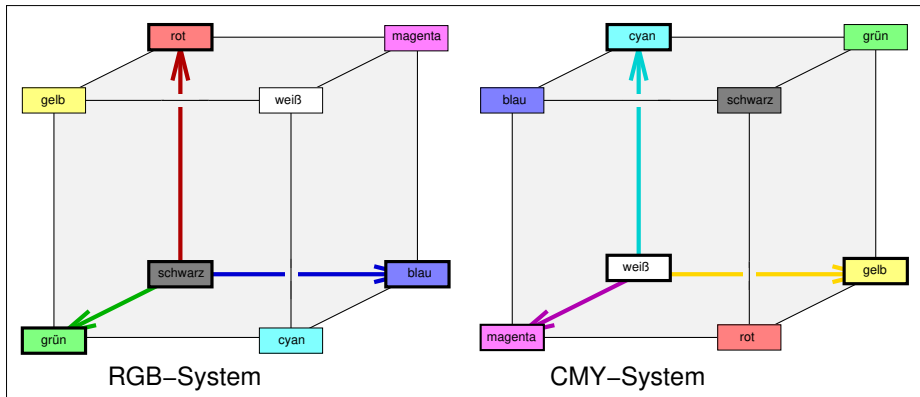 rot
magenta
gelb
weiß
schwarz
blau
grün
cyan
RGB−System
cyan
grün
blau
schwarz
weiß
gelb
magenta
rot
CMY−System